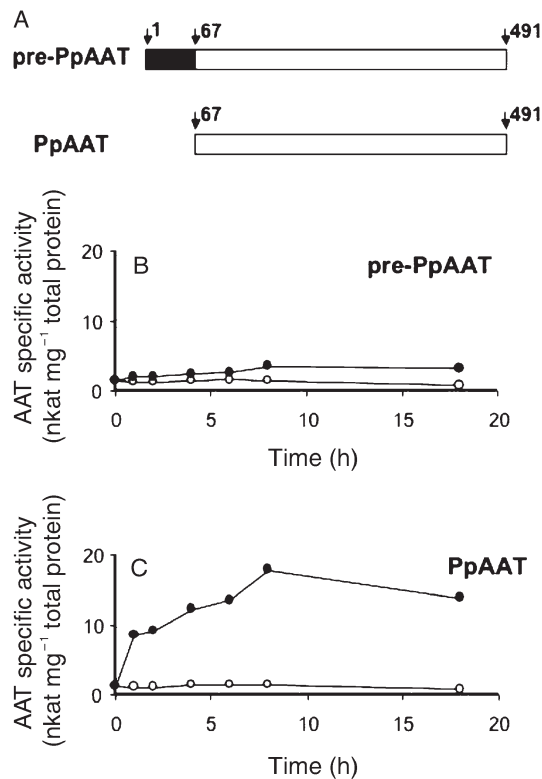 A
1 67 491
pre-PpAAT
67 491
PpAAT
AAT specific activity
(nkat mg⁻¹ total protein)
20
10
0
B
pre-PpAAT
0 5 10 15 20
Time (h)
AAT specific activity
(nkat mg⁻¹ total protein)
20
10
0
C
PpAAT
0 5 10 15 20
Time (h)